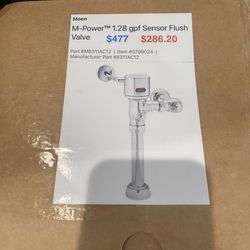 Moen
M-Power™ 1.28 gpf Sensor Flush
Valve $477 $286.20
Part #M8311AC12 | Item #3799024 |
Manufacturer Part #8311AC12